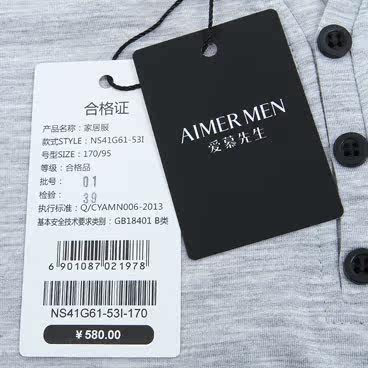 合格证
产品名称：家居服
款式STYLE：NS41G61-53I
号型SIZE：170/95
等级：合格品
批号：01
检验：39
执行标准：Q/CYAMN006-2013
基本安全技术要求类别：GB18401 B类
6 901087 021978
NS41G61-53I-170
¥580.00
AIMER MEN
爱慕先生